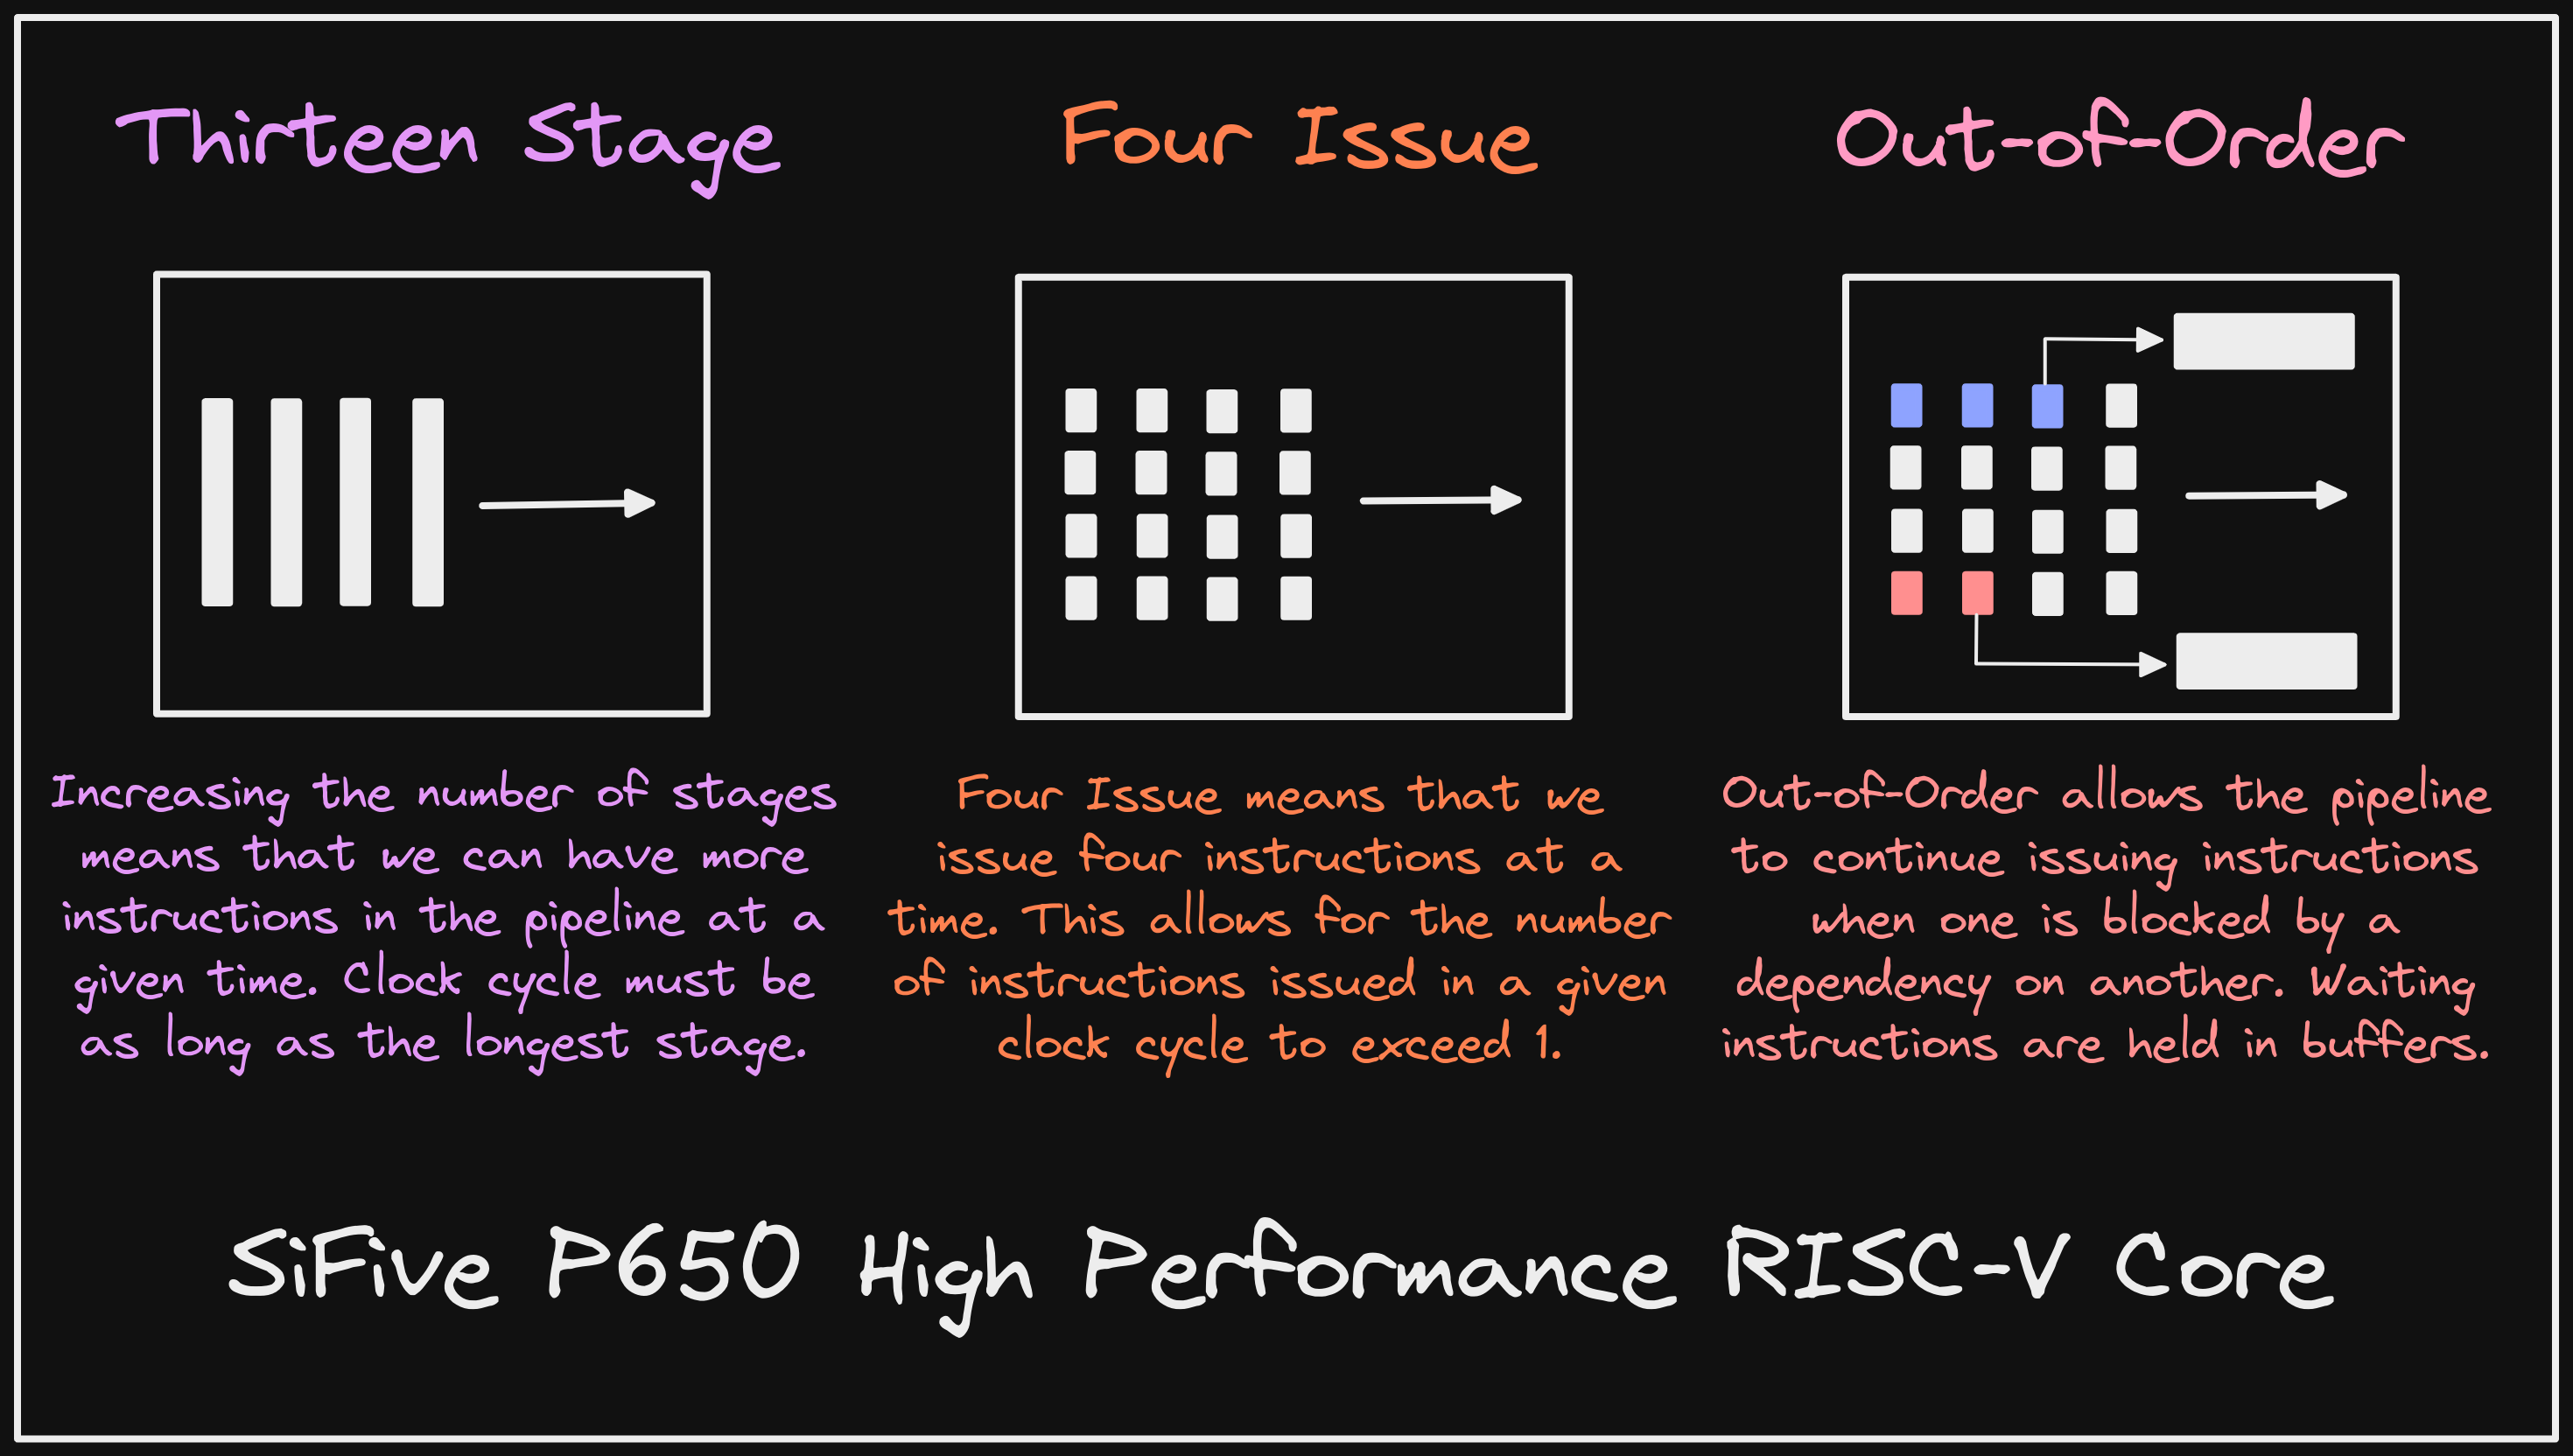 Thirteen Stage
Four Issue
Out-of-Order
Increasing the number of stages
means that we can have more
instructions in the pipeline at a
given time. Clock cycle must be
as long as the longest stage.
Four Issue means that we
issue four instructions at a
time. This allows for the number
of instructions issued in a given
clock cycle to exceed 1.
Out-of-Order allows the pipeline
to continue issuing instructions
when one is blocked by a
dependency on another. Waiting
instructions are held in buffers.
SiFive P650 High Performance RISC-V Core